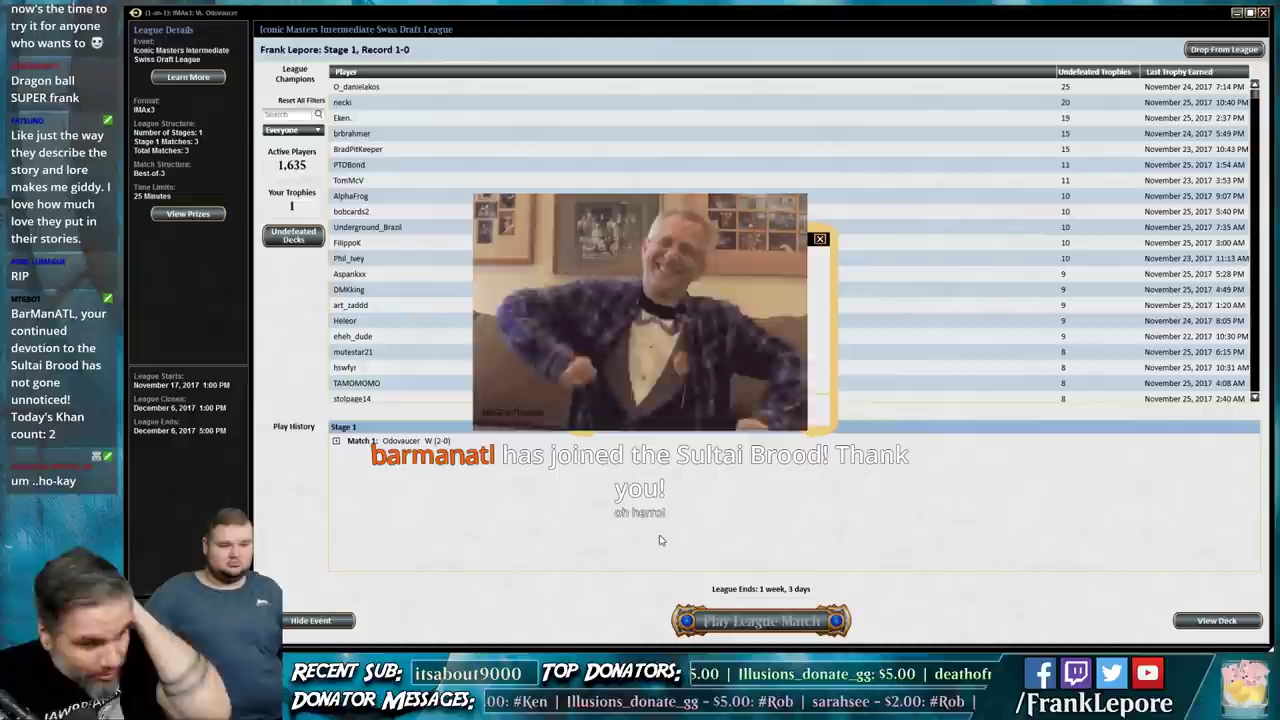 now's the time
to try it for anyone
who wants to
Dragon ball
SUPER frank
FATSUNO
Like just the way
they describe the
story and lore
makes me giddy. I
love how much
love they put in
their stories.
RIP
MTGBOT
BarManATL, your
continued
devotion to the
Sultai Brood has
not gone
unnoticed!
Today's Khan
count: 2
um ..ho-kay
(1-on-1): IMAx3: Vs. Odovaucer
League Details
Event:
Iconic Masters Intermediate
Swiss Draft League
Learn More
Format:
IMAx3
League Structure:
Number of Stages: 1
Stage 1 Matches: 3
Total Matches: 3
Match Structure:
Best-of-3
Time Limits:
25 Minutes
View Prizes
League Starts:
November 17, 2017 1:00 PM
League Closes:
December 6, 2017 1:00 PM
League Ends:
December 6, 2017 5:00 PM
Iconic Masters Intermediate Swiss Draft League
Frank Lepore: Stage 1, Record 1-0
Drop From League
League
Champions
Reset All Filters
Search
Everyone
Active Players
1,635
Your Trophies
1
Undefeated
Decks
Player Undefeated Trophies Last Trophy Earned
O_danielakos 25 November 24, 2017 7:14 PM
necki 20 November 25, 2017 10:40 PM
Eken. 19 November 25, 2017 2:37 PM
brbrahmer 15 November 24, 2017 5:49 PM
BradPitKeeper 15 November 23, 2017 10:43 PM
PTDBond 11 November 25, 2017 1:54 AM
TomMcV 11 November 23, 2017 3:53 PM
AlphaFrog 10 November 25, 2017 9:07 PM
bobcards2 10 November 25, 2017 5:40 PM
Underground_Brazil 10 November 25, 2017 7:35 AM
FilippoK 10 November 25, 2017 3:00 AM
Phil_Ivey 10 November 23, 2017 11:13 AM
Aspankxx 9 November 25, 2017 5:28 PM
DMKking 9 November 25, 2017 4:49 PM
art_zaddd 9 November 25, 2017 1:20 AM
Heleor 9 November 24, 2017 8:05 PM
eheh_dude 9 November 22, 2017 10:30 PM
mutestar21 8 November 25, 2017 6:15 PM
hswfyr 8 November 25, 2017 10:31 AM
TAMOMOMO 8 November 25, 2017 4:08 AM
stolpage14 8 November 25, 2017 2:40 AM
Play History
Stage 1
Match 1: Odovaucer W (2-0)
barmanatl has joined the Sultai Brood! Thank
you!
oh herro!
League Ends: 1 week, 3 days
Hide Event
Play League Match
View Deck
RECENT SUB: itsabout9000 TOP DONATORS: 5.00 | Illusions_donate_gg: $5.00 | deathofr
DONATOR MESSAGES: 00: #Ken | Illusions_donate_gg - $5.00: #Rob | sarahsee - $2.00: #Rob |
/FrankLepore